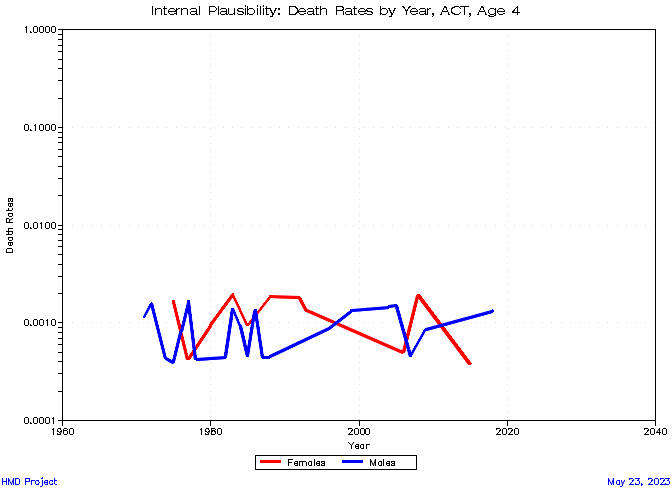 Internal Plausibility: Death Rates by Year, ACT, Age 4
1.0000
0.1000
0.0100
0.0010
0.0001
Death Rates
1960 1980 2000 2020 2040
Year
Females Males
HMD Project May 23, 2023